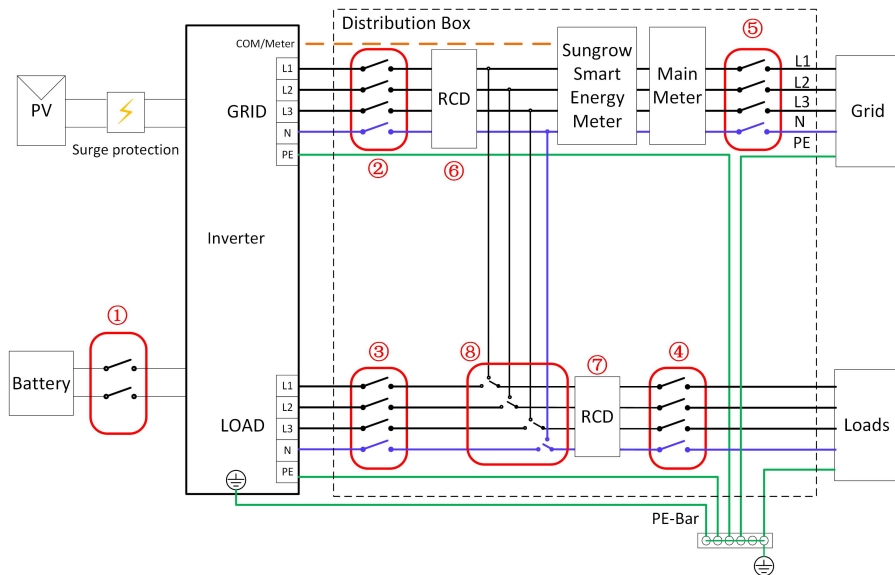 Distribution Box
⑤
COM/Meter
Sungrow
Smart
Energy
Meter
Main
Meter
L1
L2
L3
N
PE
GRID
RCD
L1
L2
L3
N
PE
Grid
PV
Surge protection
②
⑥
Inverter
①
③
⑧
⑦
④
Battery
LOAD
L1
L2
L3
N
PE
RCD
Loads
PE-Bar